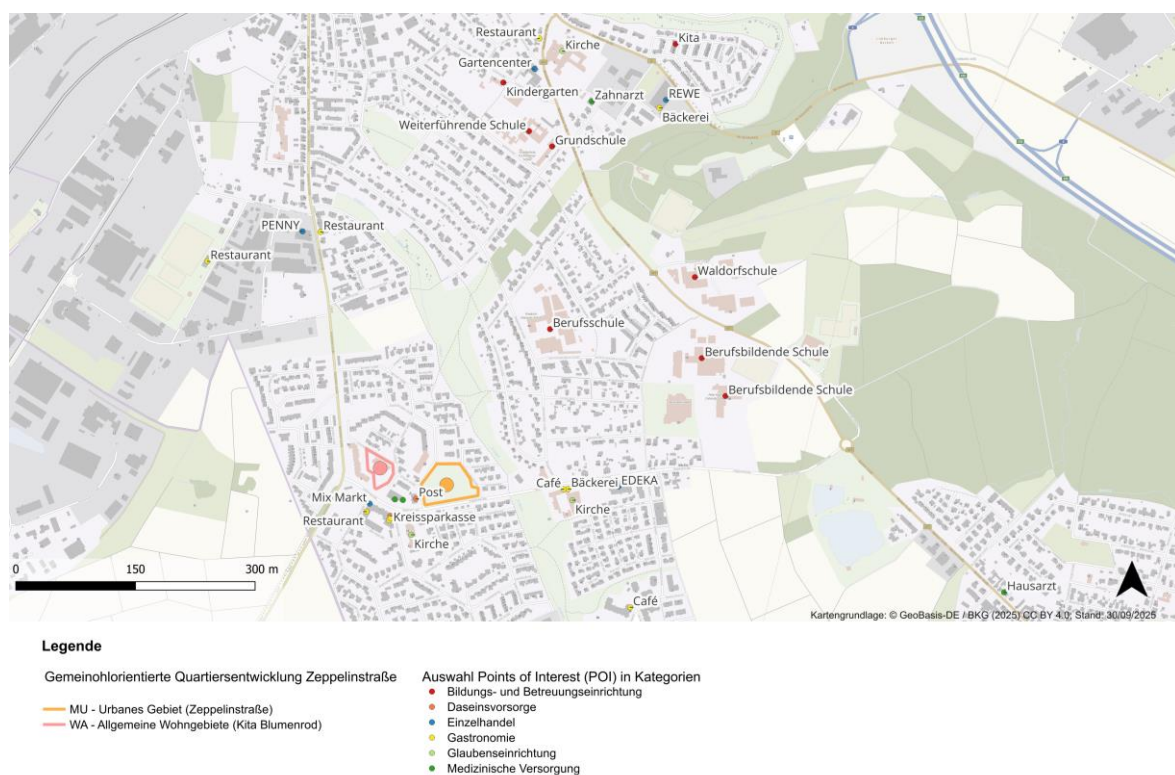 Restaurant
Kirche
Kita
Gartencenter
Kindergarten
Zahnarzt
REWE
Bäckerei
Weiterführende Schule
Grundschule
PENNY
Restaurant
Restaurant
Waldorfschule
Berufsschule
Berufsbildende Schule
Berufsbildende Schule
Post
Café
Bäckerei
EDEKA
Mix Markt
Restaurant
Kreissparkasse
Kirche
Kirche
Café
Hausarzt
0
150
300 m
Kartengrundlage: © GeoBasis-DE / BKG (2025) CC BY 4.0; Stand: 30/09/2025
Legende
Gemeinohlorientierte Quartiersentwicklung Zeppelinstraße
MU - Urbanes Gebiet (Zeppelinstraße)
WA - Allgemeine Wohngebiete (Kita Blumenrod)
Auswahl Points of Interest (POI) in Kategorien
Bildungs- und Betreuungseinrichtung
Daseinsvorsorge
Einzelhandel
Gastronomie
Glaubenseinrichtung
Medizinische Versorgung